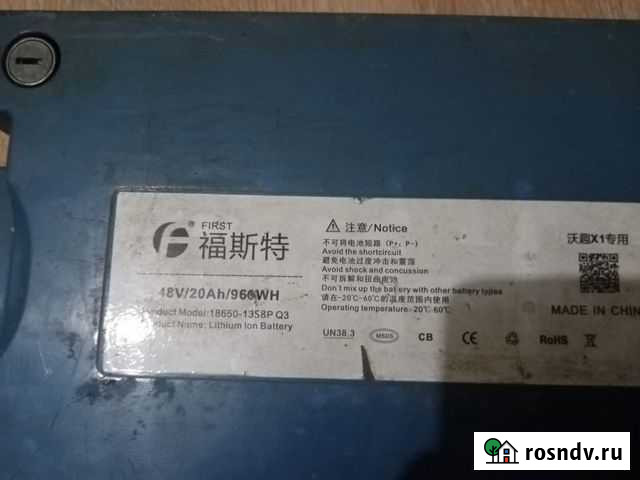 FIRST
福斯特
48V/20Ah/960WH
Product Model: 18650-13S8P Q3
Product Name: Lithium Ion Battery
注意/Notice
不可将电池短路（P+, P-）
Avoid the shortcircuit
避免电池过度冲击和震荡
Avoid shock and concussion
不可拆解和扭曲电池
Don't mix up the battery with other battery types
请在-20℃-60℃的温度范围内使用
Operating temperature: -20℃-60℃
UN38.3
MSDS
CB
CE
RoHS
沃趣X1专用
MADE IN CHIN
rosndv.ru